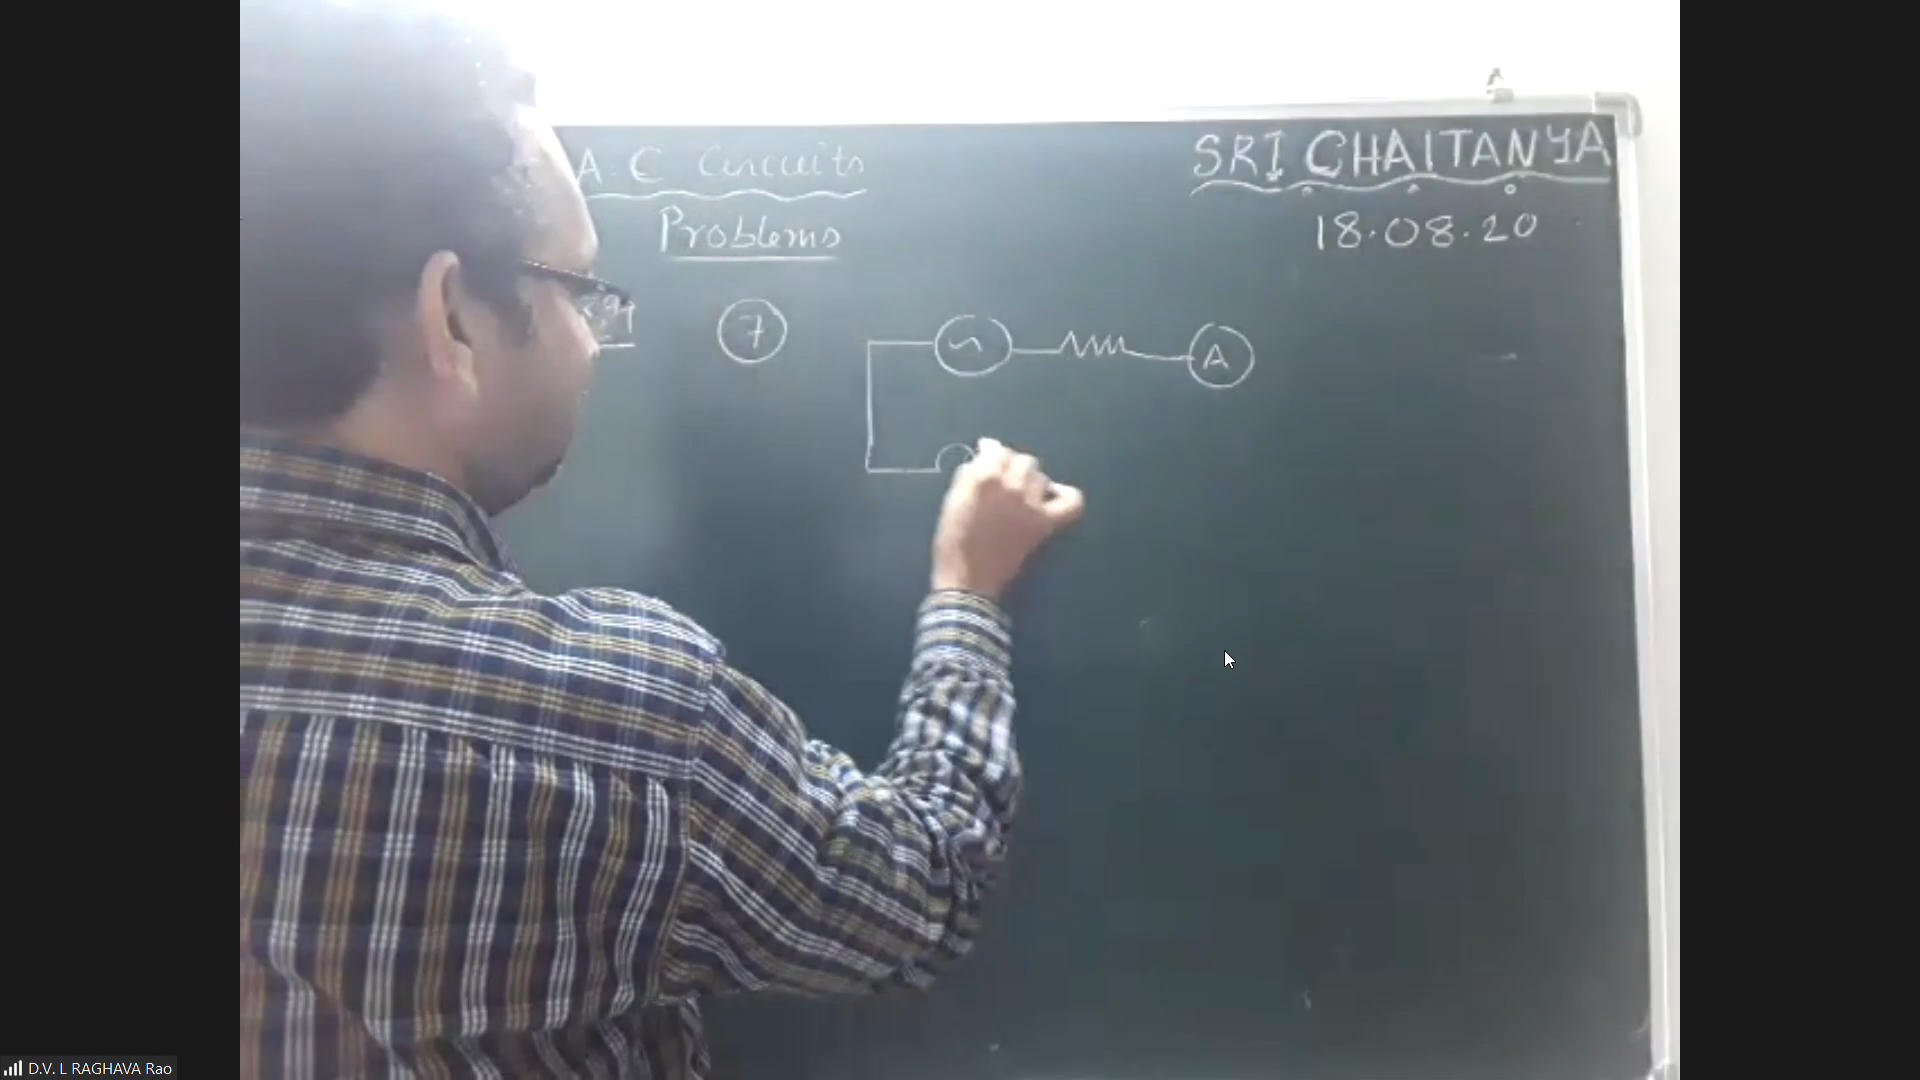 A.C Circuits
SRI CHAITANYA
Problems
18.08.20
7
A
D.V. L RAGHAVA Rao